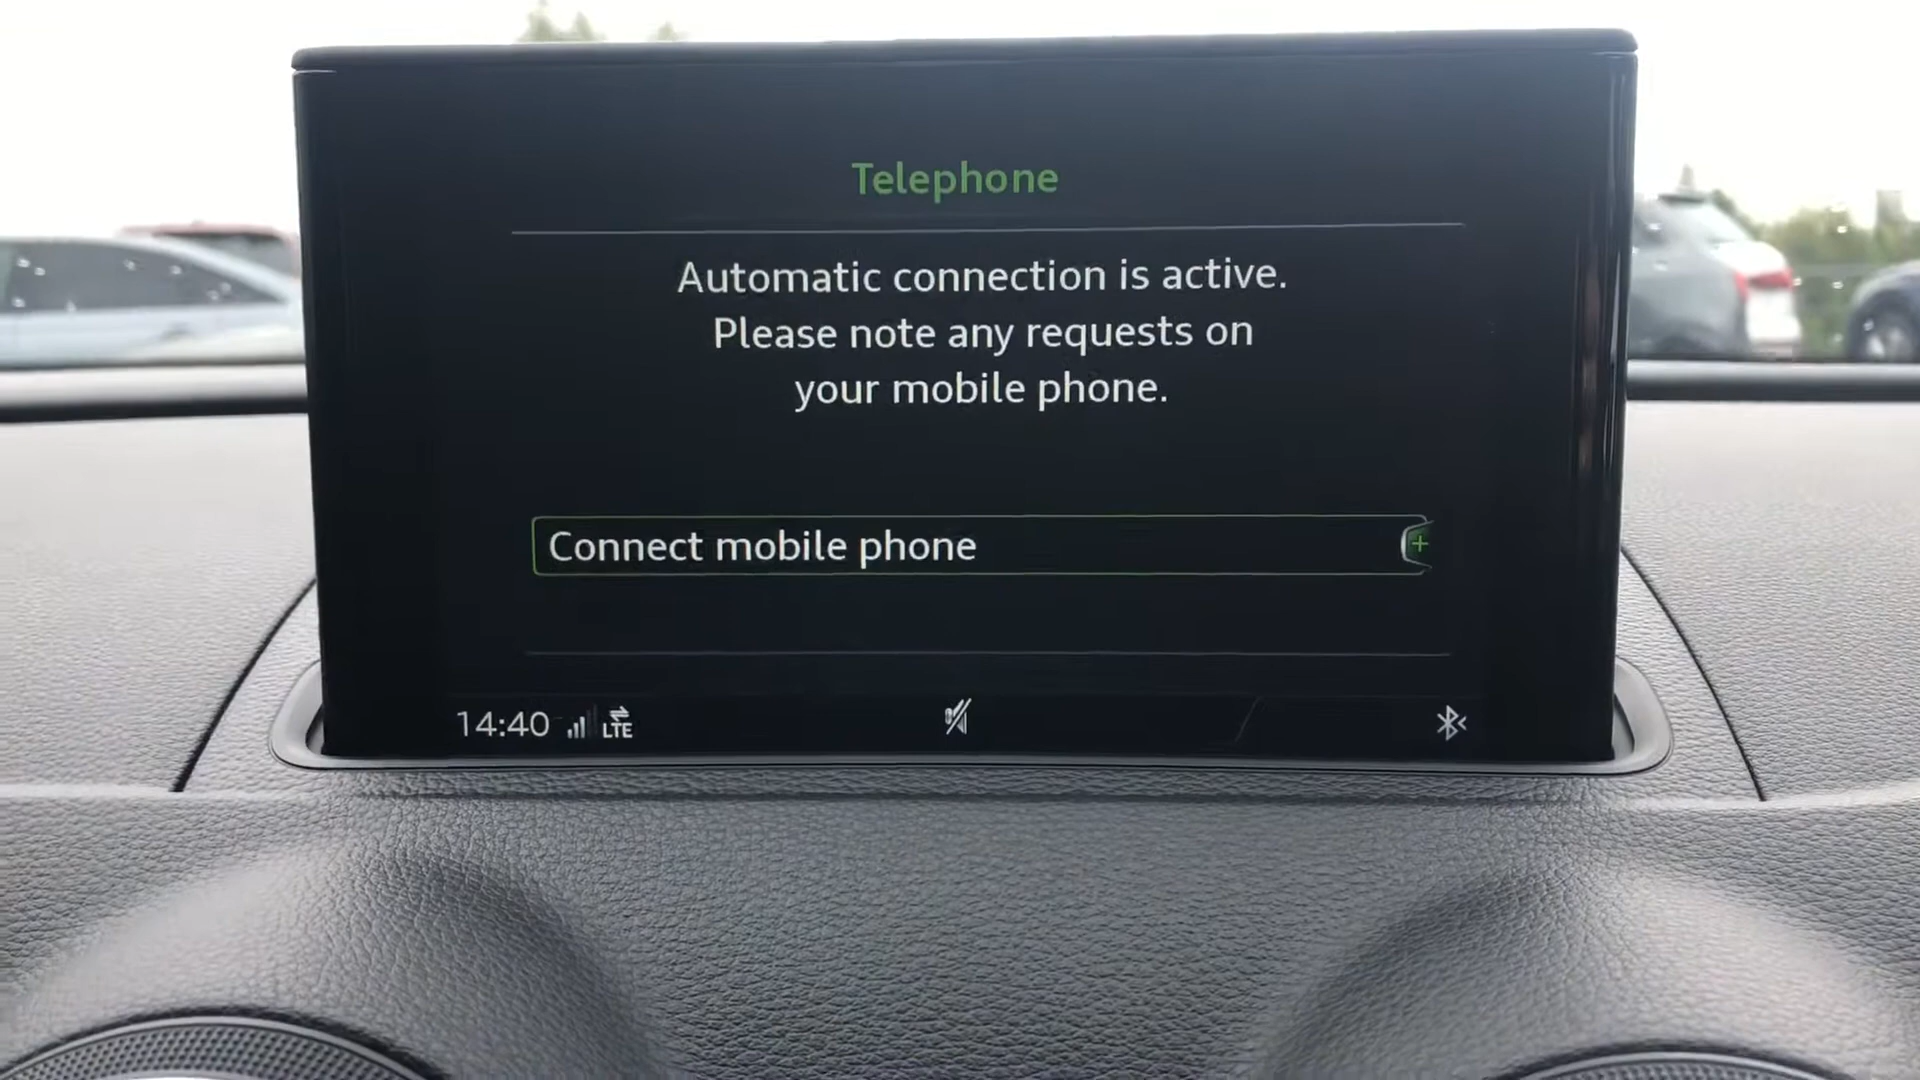 Telephone
Automatic connection is active.
Please note any requests on
your mobile phone.
Connect mobile phone
14:40 LTE